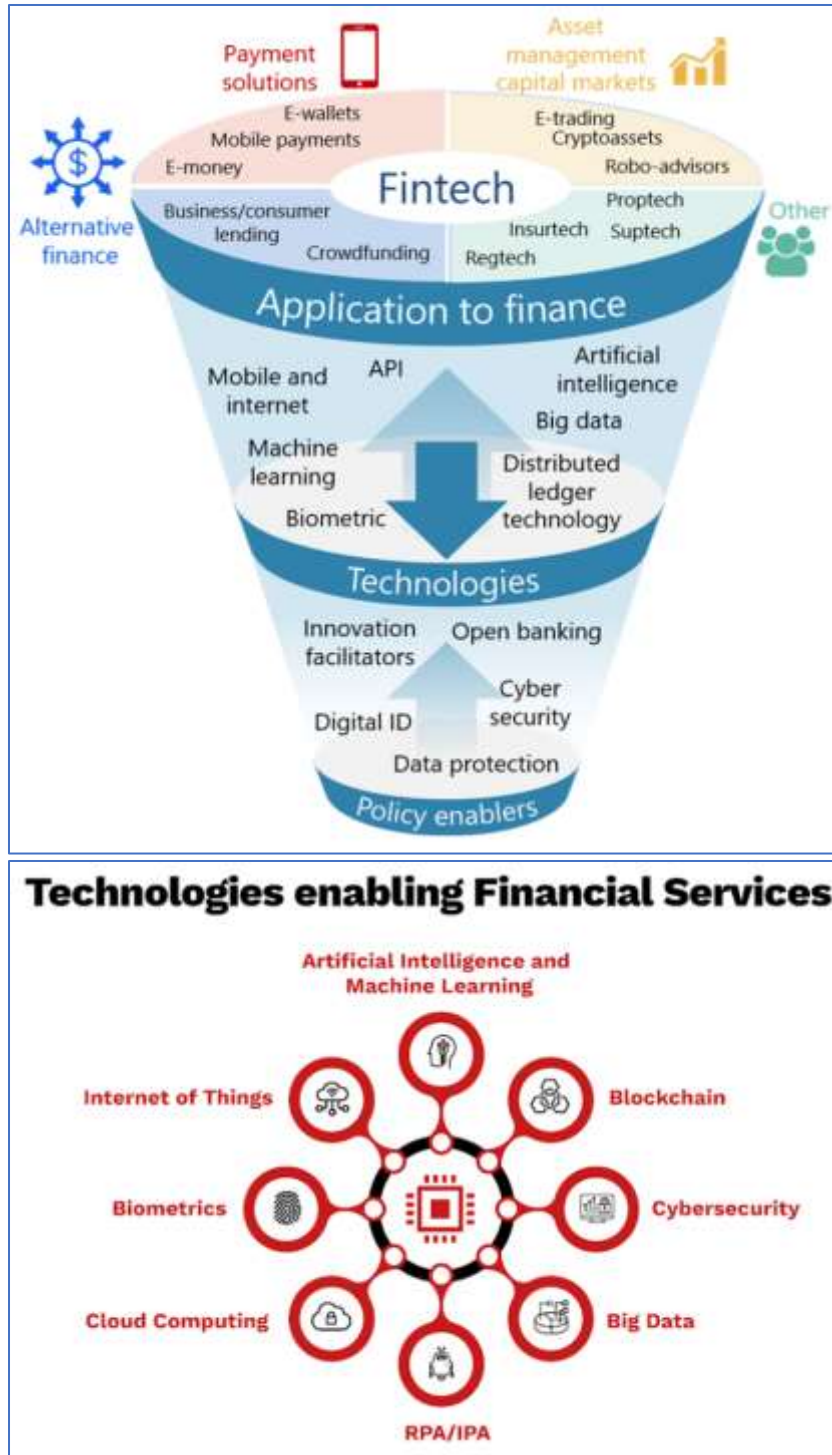 Payment
solutions
Asset
management
capital markets
E-wallets
Mobile payments
E-money
E-trading
Cryptoassets
Robo-advisors
Fintech
Alternative
finance
Business/consumer
lending
Crowdfunding
Proptech
Insurtech
Suptech
Regtech
Other
Application to finance
Mobile and
internet
API
Artificial
intelligence
Big data
Machine
learning
Biometric
Distributed
ledger
technology
Technologies
Innovation
facilitators
Open banking
Digital ID
Cyber
security
Data protection
Policy enablers
Technologies enabling Financial Services
Artificial Intelligence and
Machine Learning
Internet of Things
Blockchain
Biometrics
Cybersecurity
Cloud Computing
Big Data
RPA/IPA